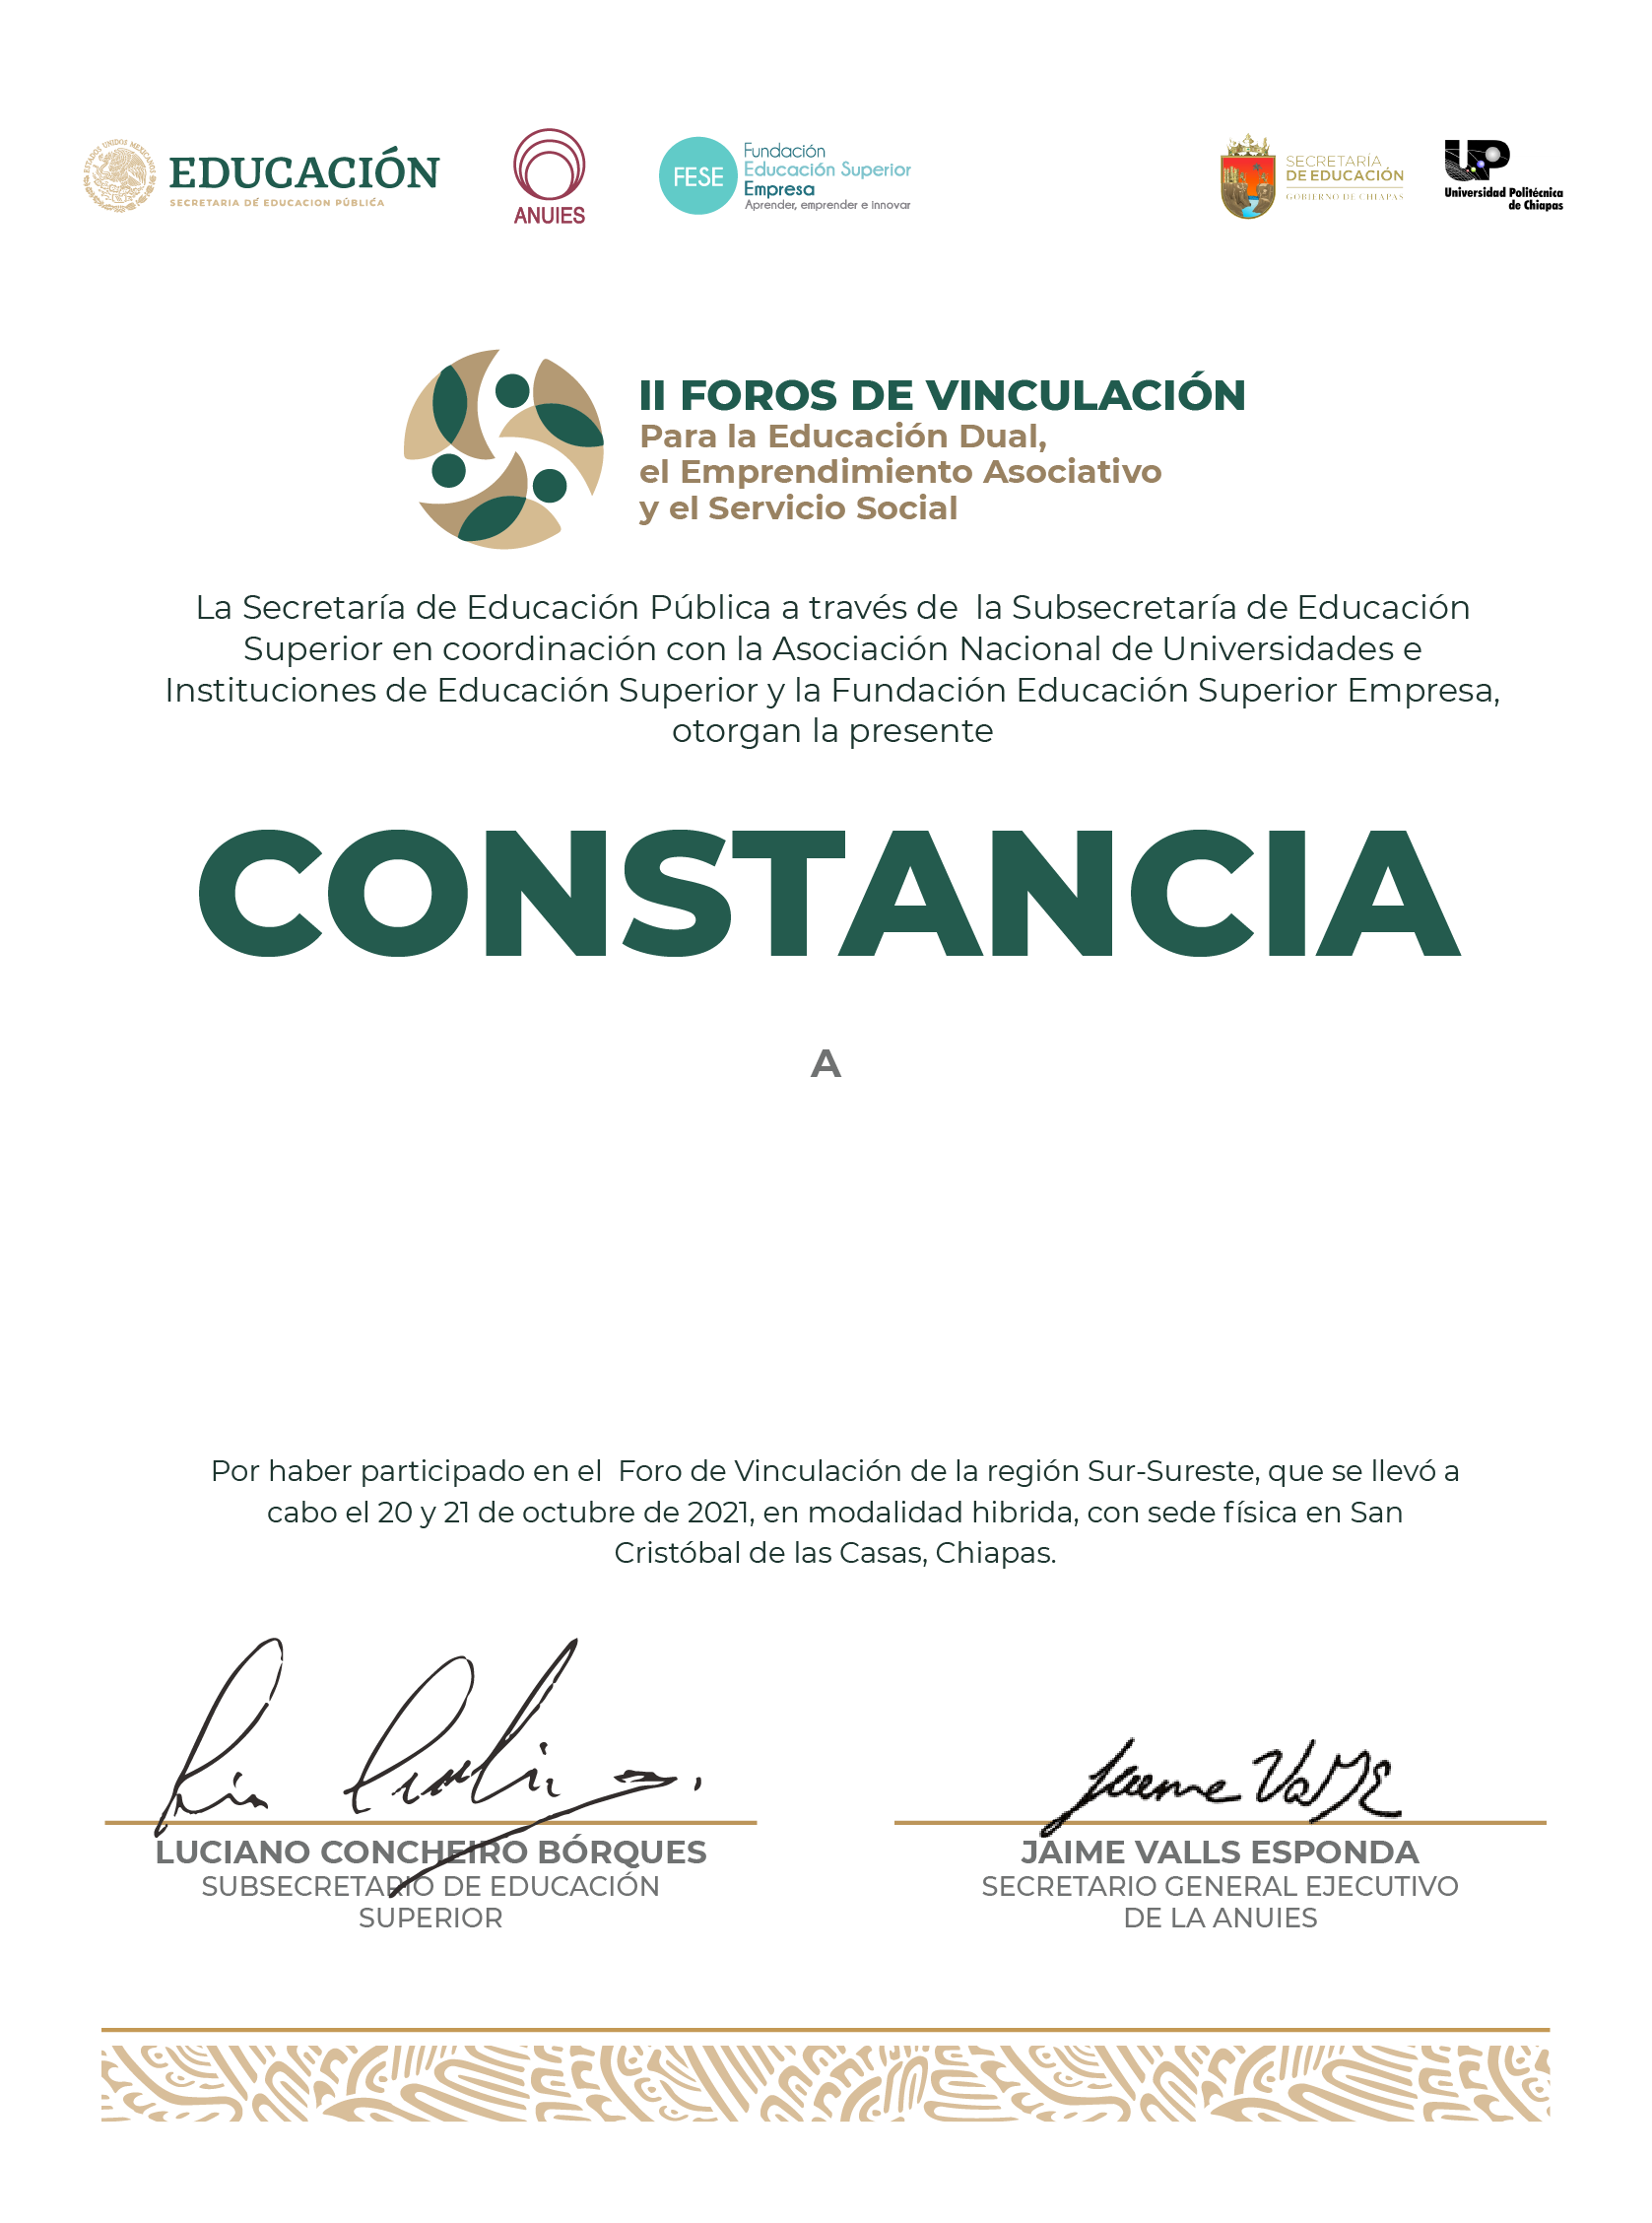 EDUCACIÓN
SECRETARIA DE EDUCACION PÚBLICA
ESTADOS UNIDOS MEXICANOS
ANUIES
FESE
Fundación
Educación Superior
Empresa
Aprender, emprender e innovar
SECRETARÍA
DE EDUCACIÓN
GOBIERNO DE CHIAPAS
UP
Universidad Politécnica
de Chiapas
II FOROS DE VINCULACIÓN
Para la Educación Dual,
el Emprendimiento Asociativo
y el Servicio Social
La Secretaría de Educación Pública a través de la Subsecretaría de Educación
Superior en coordinación con la Asociación Nacional de Universidades e
Instituciones de Educación Superior y la Fundación Educación Superior Empresa,
otorgan la presente
CONSTANCIA
A
Por haber participado en el Foro de Vinculación de la región Sur-Sureste, que se llevó a
cabo el 20 y 21 de octubre de 2021, en modalidad hibrida, con sede física en San
Cristóbal de las Casas, Chiapas.
Jaime Valls E
LUCIANO CONCHEIRO BÓRQUES
SUBSECRETARIO DE EDUCACIÓN
SUPERIOR
JAIME VALLS ESPONDA
SECRETARIO GENERAL EJECUTIVO
DE LA ANUIES